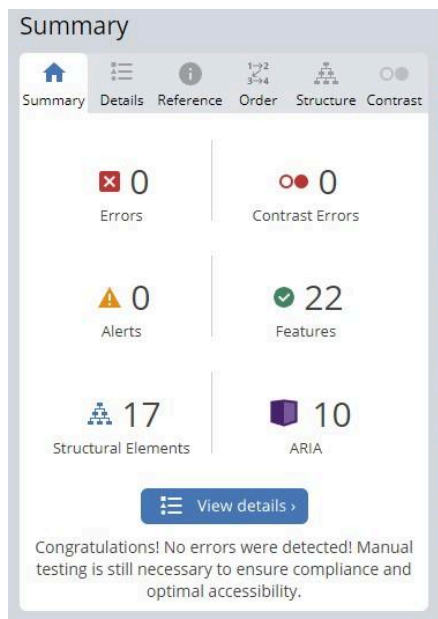 Summary
Summary Details Reference Order Structure Contrast
1→2
3→4
0 0
Errors Contrast Errors
0 22
Alerts Features
17 10
Structural Elements ARIA
View details ›
Congratulations! No errors were detected! Manual
testing is still necessary to ensure compliance and
optimal accessibility.